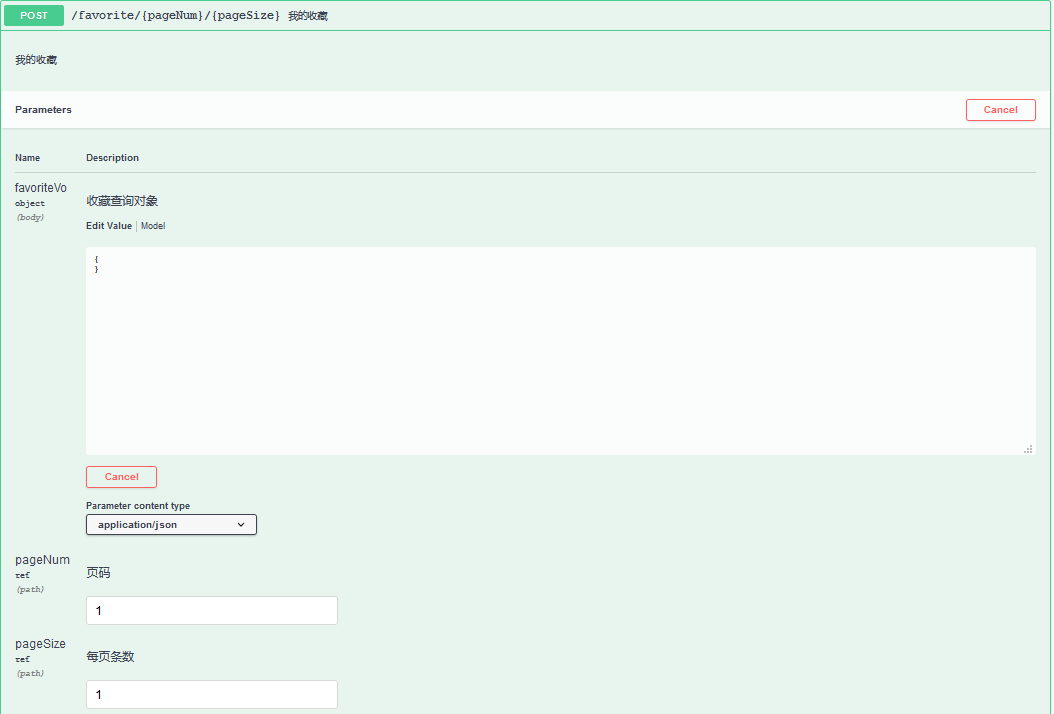 POST /favorite/{pageNum}/{pageSize} 我的收藏
我的收藏
Parameters Cancel
Name Description
favoriteVo
object
(body)
收藏查询对象
Edit Value | Model
{
}
Cancel
Parameter content type
application/json
pageNum
ref
(path)
页码
1
pageSize
ref
(path)
每页条数
1